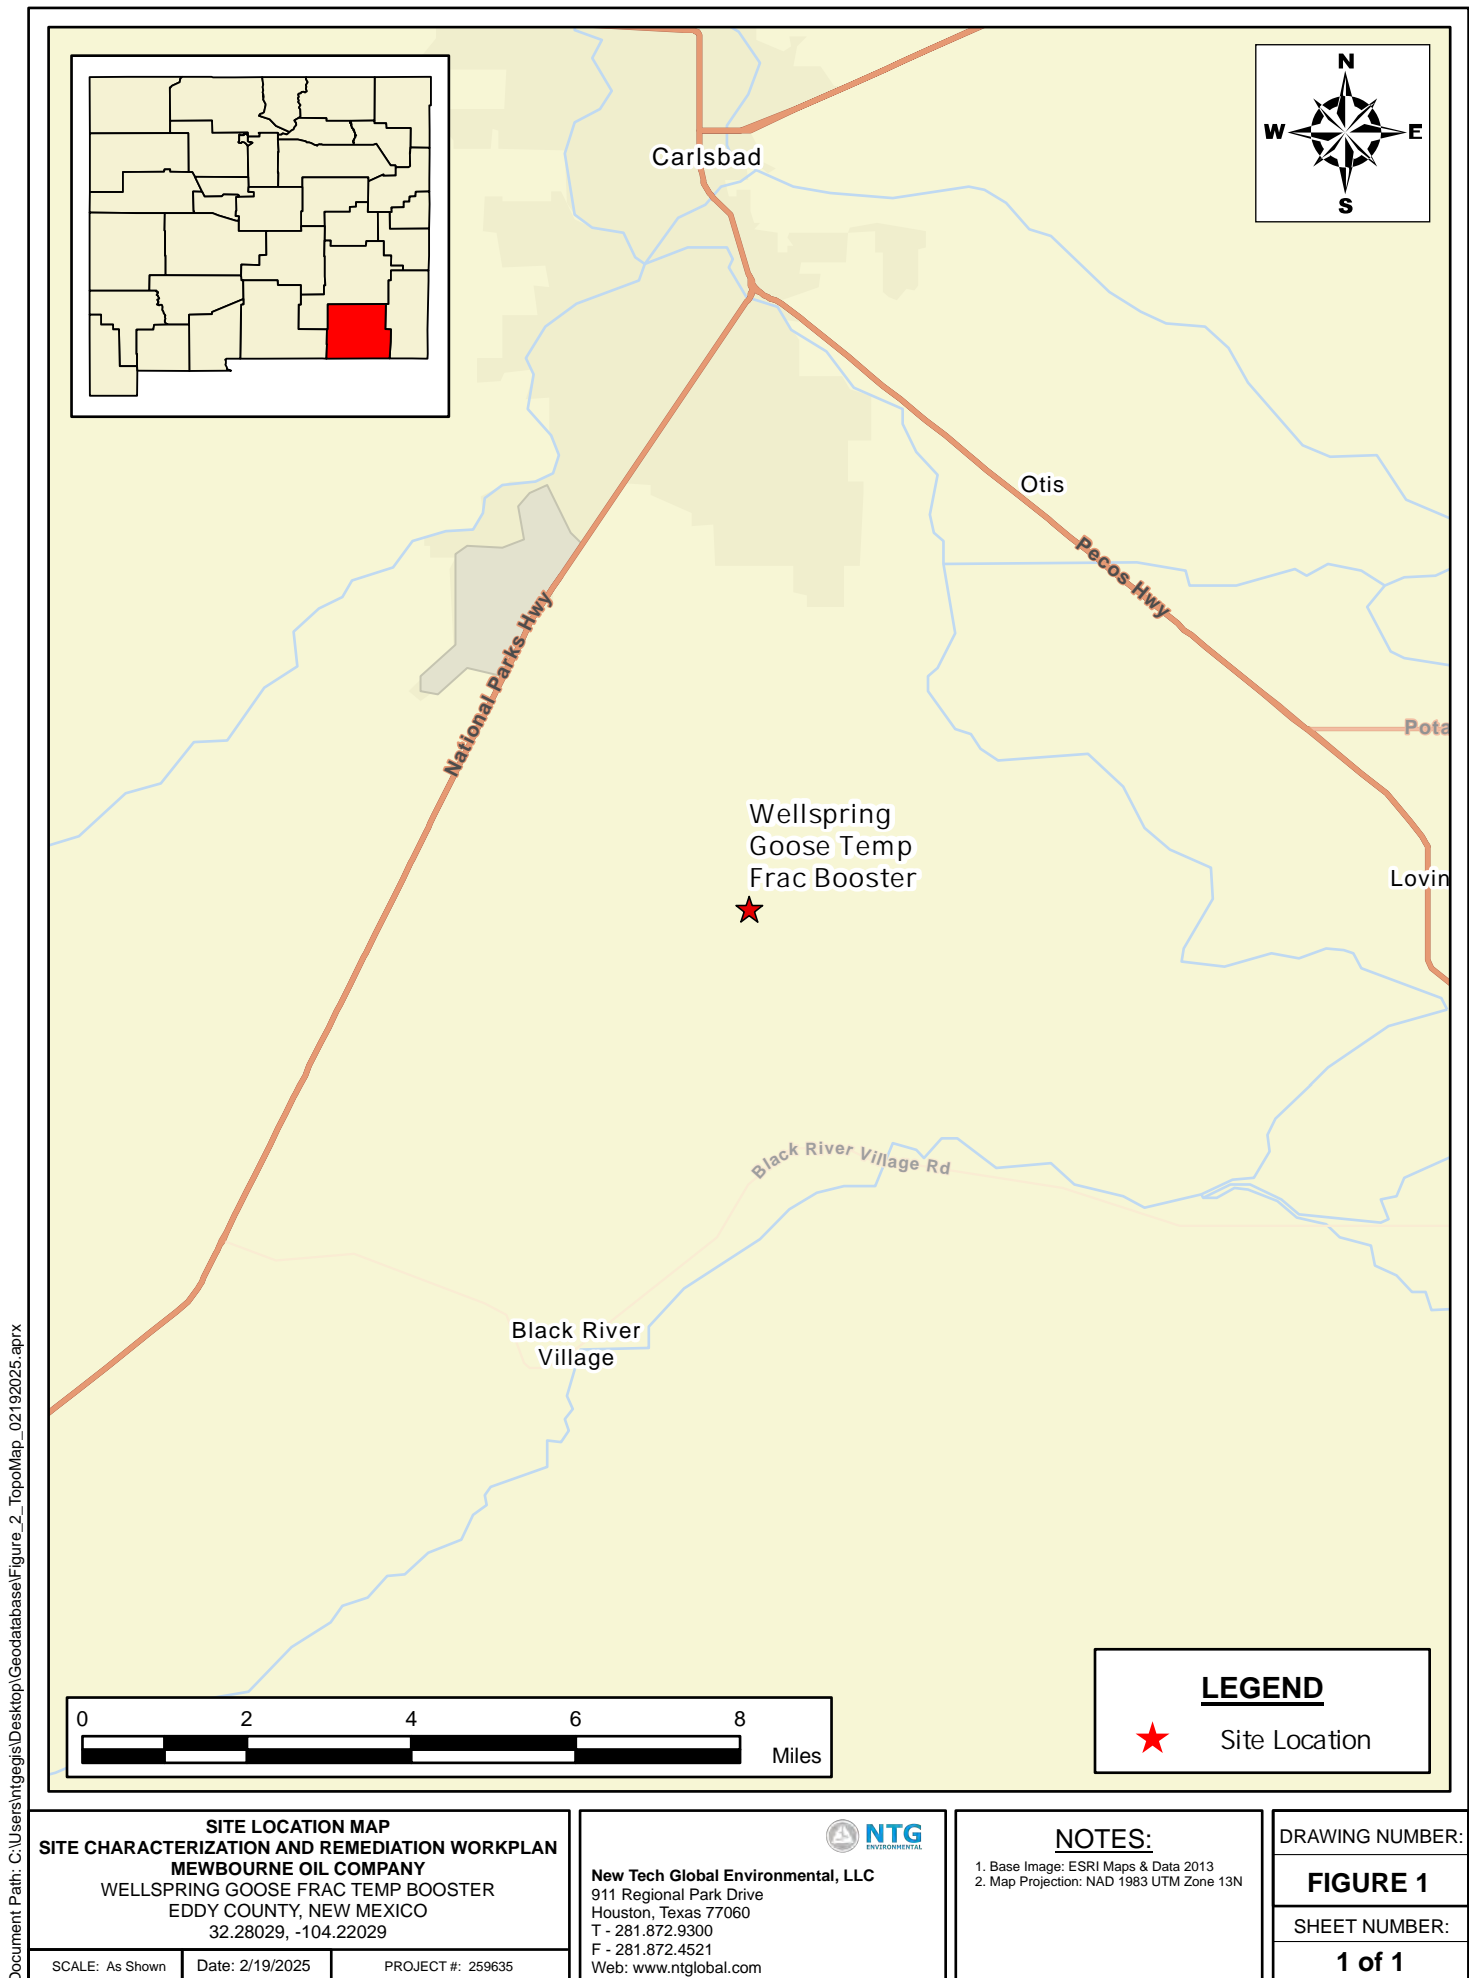 N
W
E
S
Carlsbad
Otis
Pecos Hwy
National Parks Hwy
Pota
Wellspring
Goose Temp
Frac Booster
Lovin
Black River Village Rd
Black River
Village
0 2 4 6 8
Miles
LEGEND
Site Location
Document Path: C:\Users\ntgegis\Desktop\Geodatabase\Figure_2_TopoMap_02192025.aprx
SITE LOCATION MAP
SITE CHARACTERIZATION AND REMEDIATION WORKPLAN
MEWBOURNE OIL COMPANY
WELLSPRING GOOSE FRAC TEMP BOOSTER
EDDY COUNTY, NEW MEXICO
32.28029, -104.22029
SCALE: As Shown
Date: 2/19/2025
PROJECT #: 259635
NTG
ENVIRONMENTAL
New Tech Global Environmental, LLC
911 Regional Park Drive
Houston, Texas 77060
T - 281.872.9300
F - 281.872.4521
Web: www.ntglobal.com
NOTES:
1. Base Image: ESRI Maps & Data 2013
2. Map Projection: NAD 1983 UTM Zone 13N
DRAWING NUMBER:
FIGURE 1
SHEET NUMBER:
1 of 1